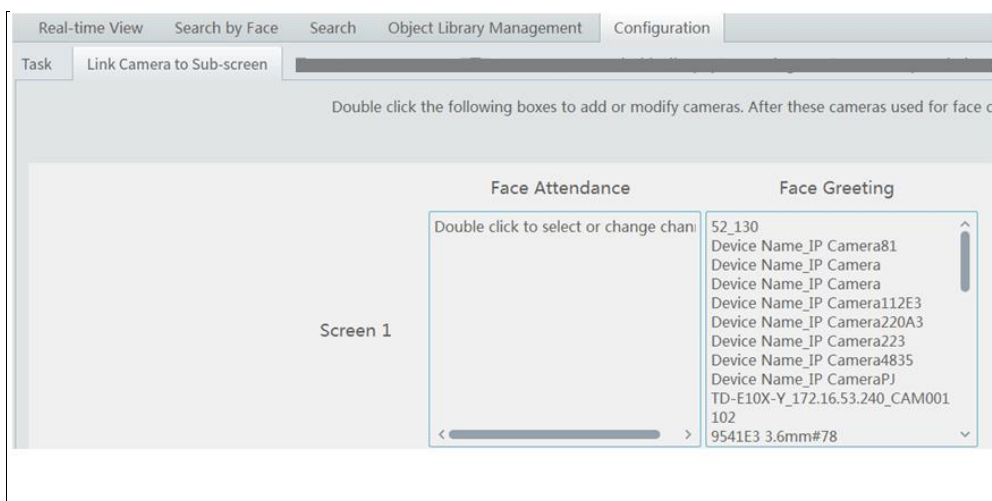 Real-time View Search by Face Search Object Library Management Configuration
Task Link Camera to Sub-screen
Double click the following boxes to add or modify cameras. After these cameras used for face
Face Attendance Face Greeting
Double click to select or change chan
52_130
Device Name_IP Camera81
Device Name_IP Camera
Device Name_IP Camera
Device Name_IP Camera112E3
Device Name_IP Camera220A3
Screen 1
Device Name_IP Camera223
Device Name_IP Camera4835
Device Name_IP CameraPJ
TD-E10X-Y_172.16.53.240_CAM001
102
9541E3 3.6mm#78